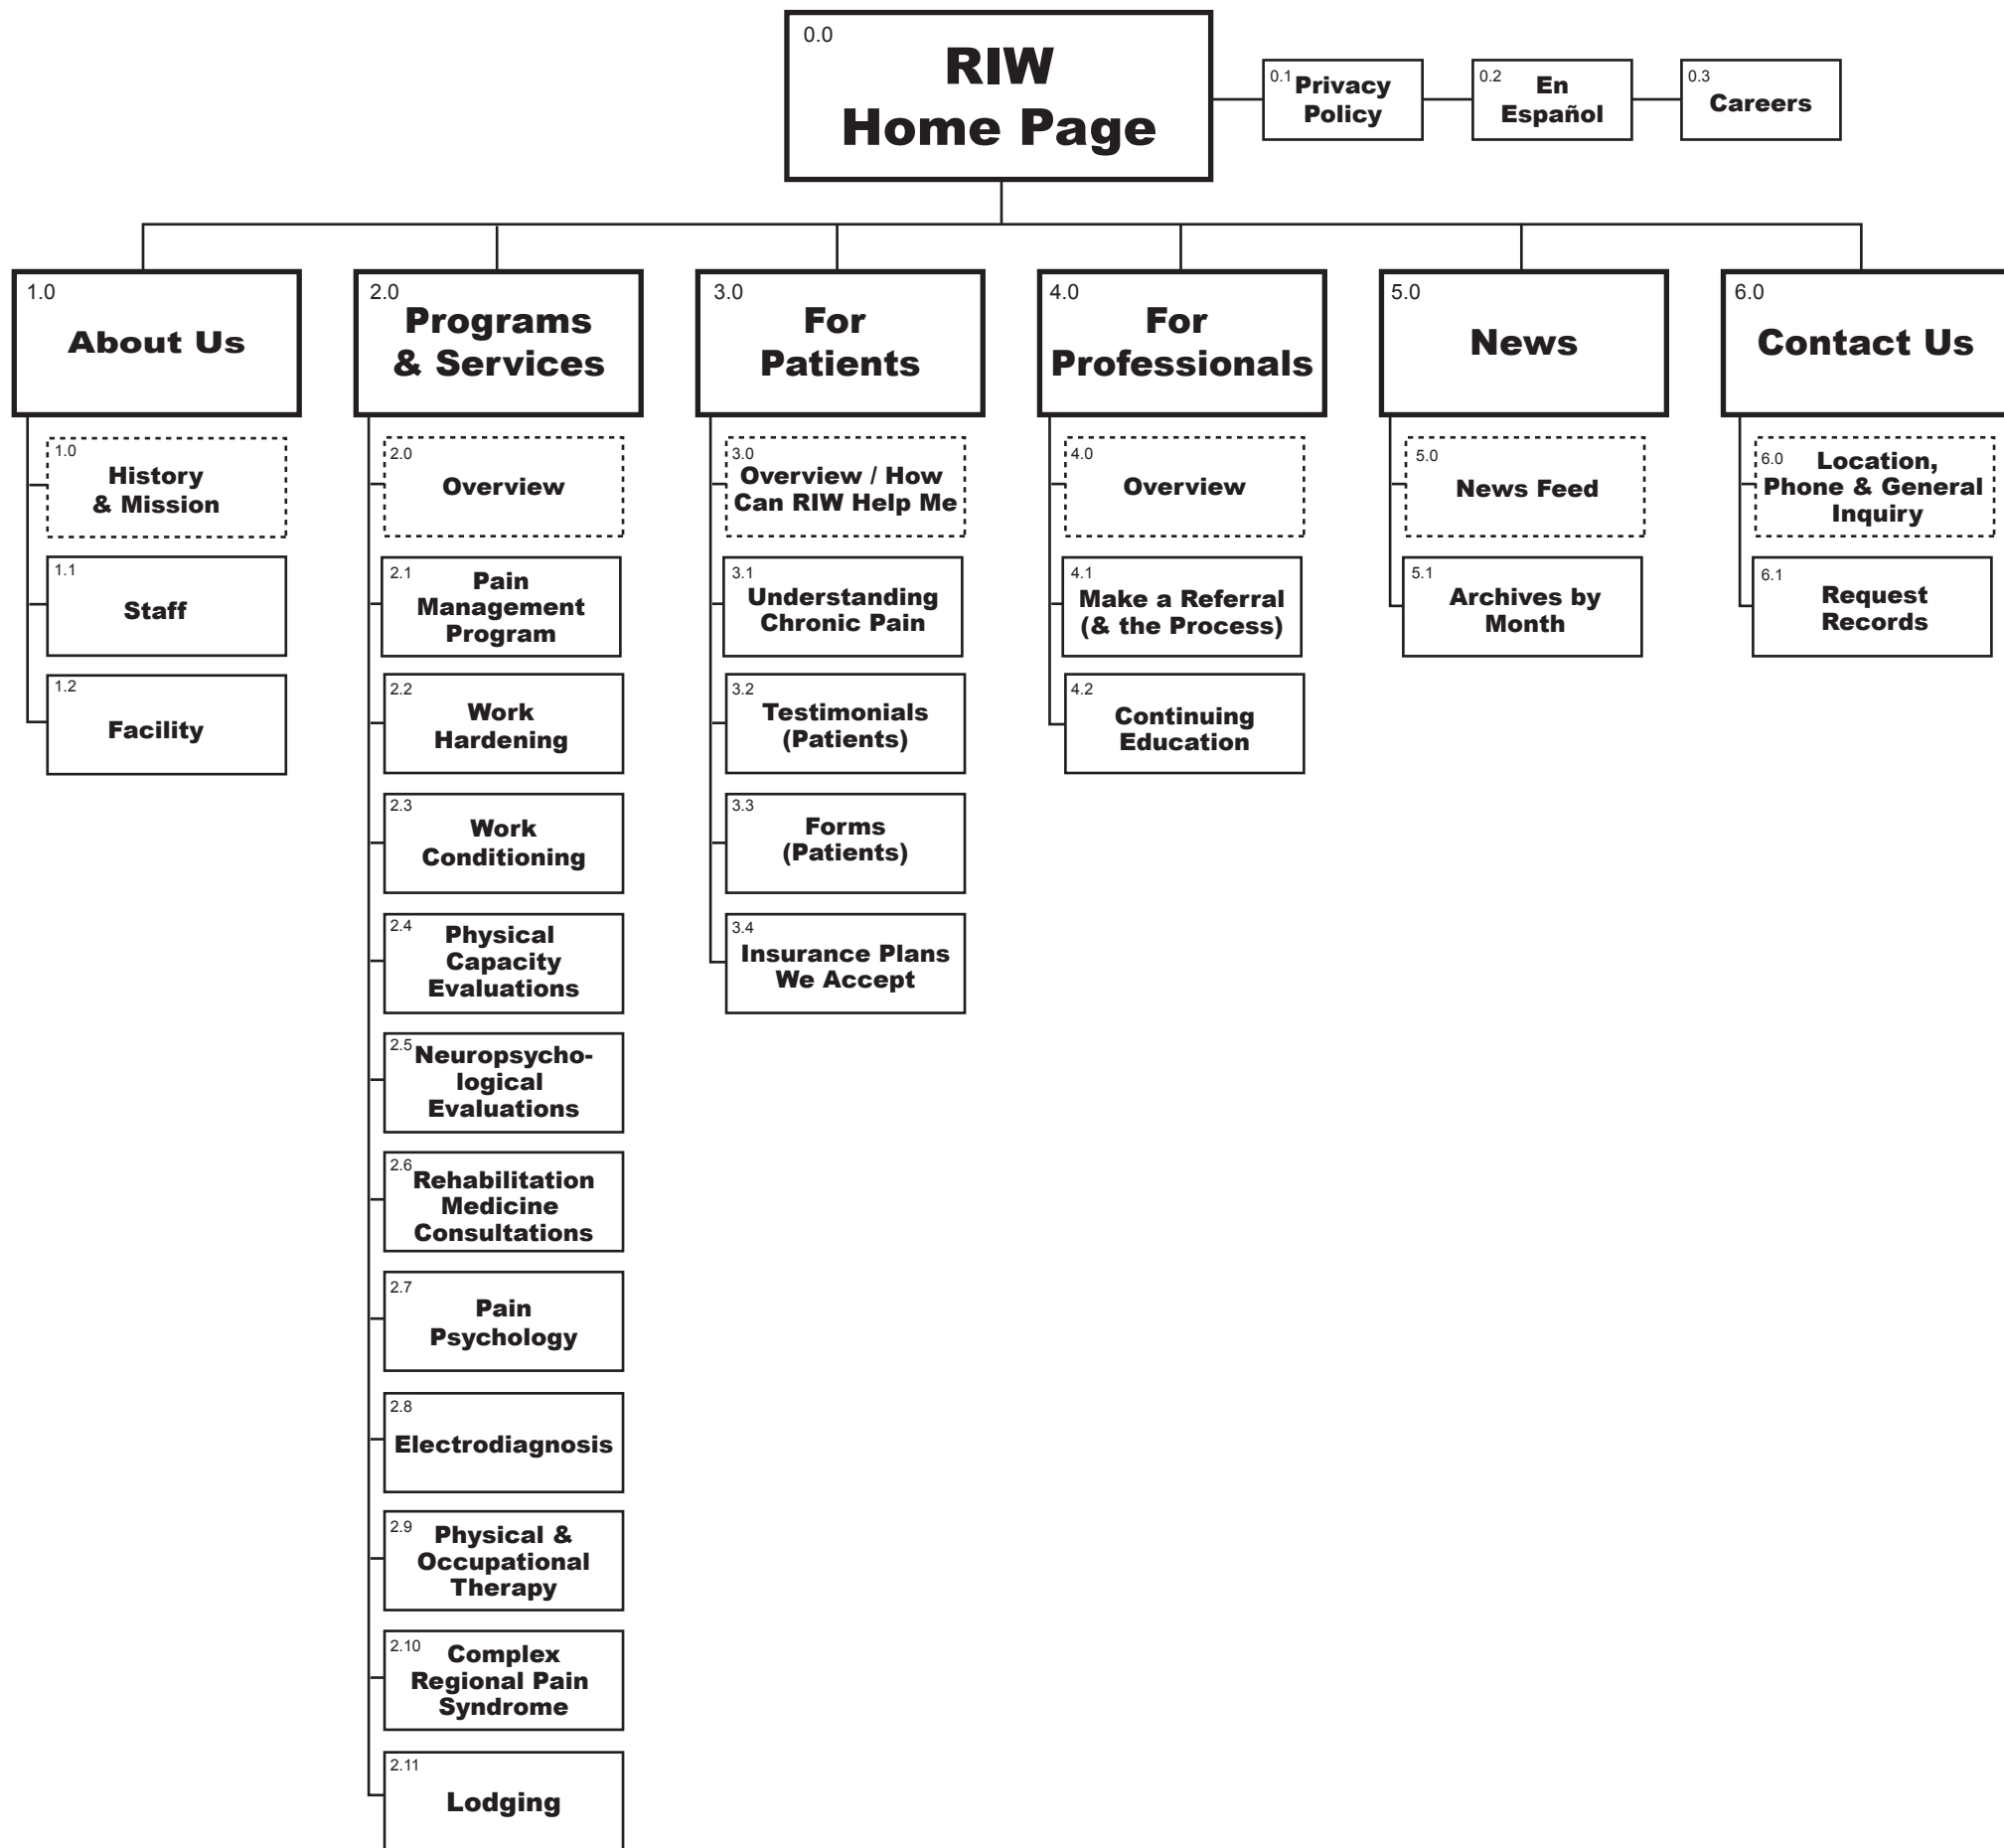 0.0
RIW
Home Page
0.1
Privacy
Policy
0.2
En
Español
0.3
Careers
1.0
About Us
1.0
History
& Mission
1.1
Staff
1.2
Facility
2.0
Programs
& Services
2.0
Overview
2.1
Pain
Management
Program
2.2
Work
Hardening
2.3
Work
Conditioning
2.4
Physical
Capacity
Evaluations
2.5
Neuropsycho-
logical
Evaluations
2.6
Rehabilitation
Medicine
Consultations
2.7
Pain
Psychology
2.8
Electrodiagnosis
2.9
Physical &
Occupational
Therapy
2.10
Complex
Regional Pain
Syndrome
2.11
Lodging
3.0
For
Patients
3.0
Overview / How
Can RIW Help Me
3.1
Understanding
Chronic Pain
3.2
Testimonials
(Patients)
3.3
Forms
(Patients)
3.4
Insurance Plans
We Accept
4.0
For
Professionals
4.0
Overview
4.1
Make a Referral
(& the Process)
4.2
Continuing
Education
5.0
News
5.0
News Feed
5.1
Archives by
Month
6.0
Contact Us
6.0
Location,
Phone & General
Inquiry
6.1
Request
Records